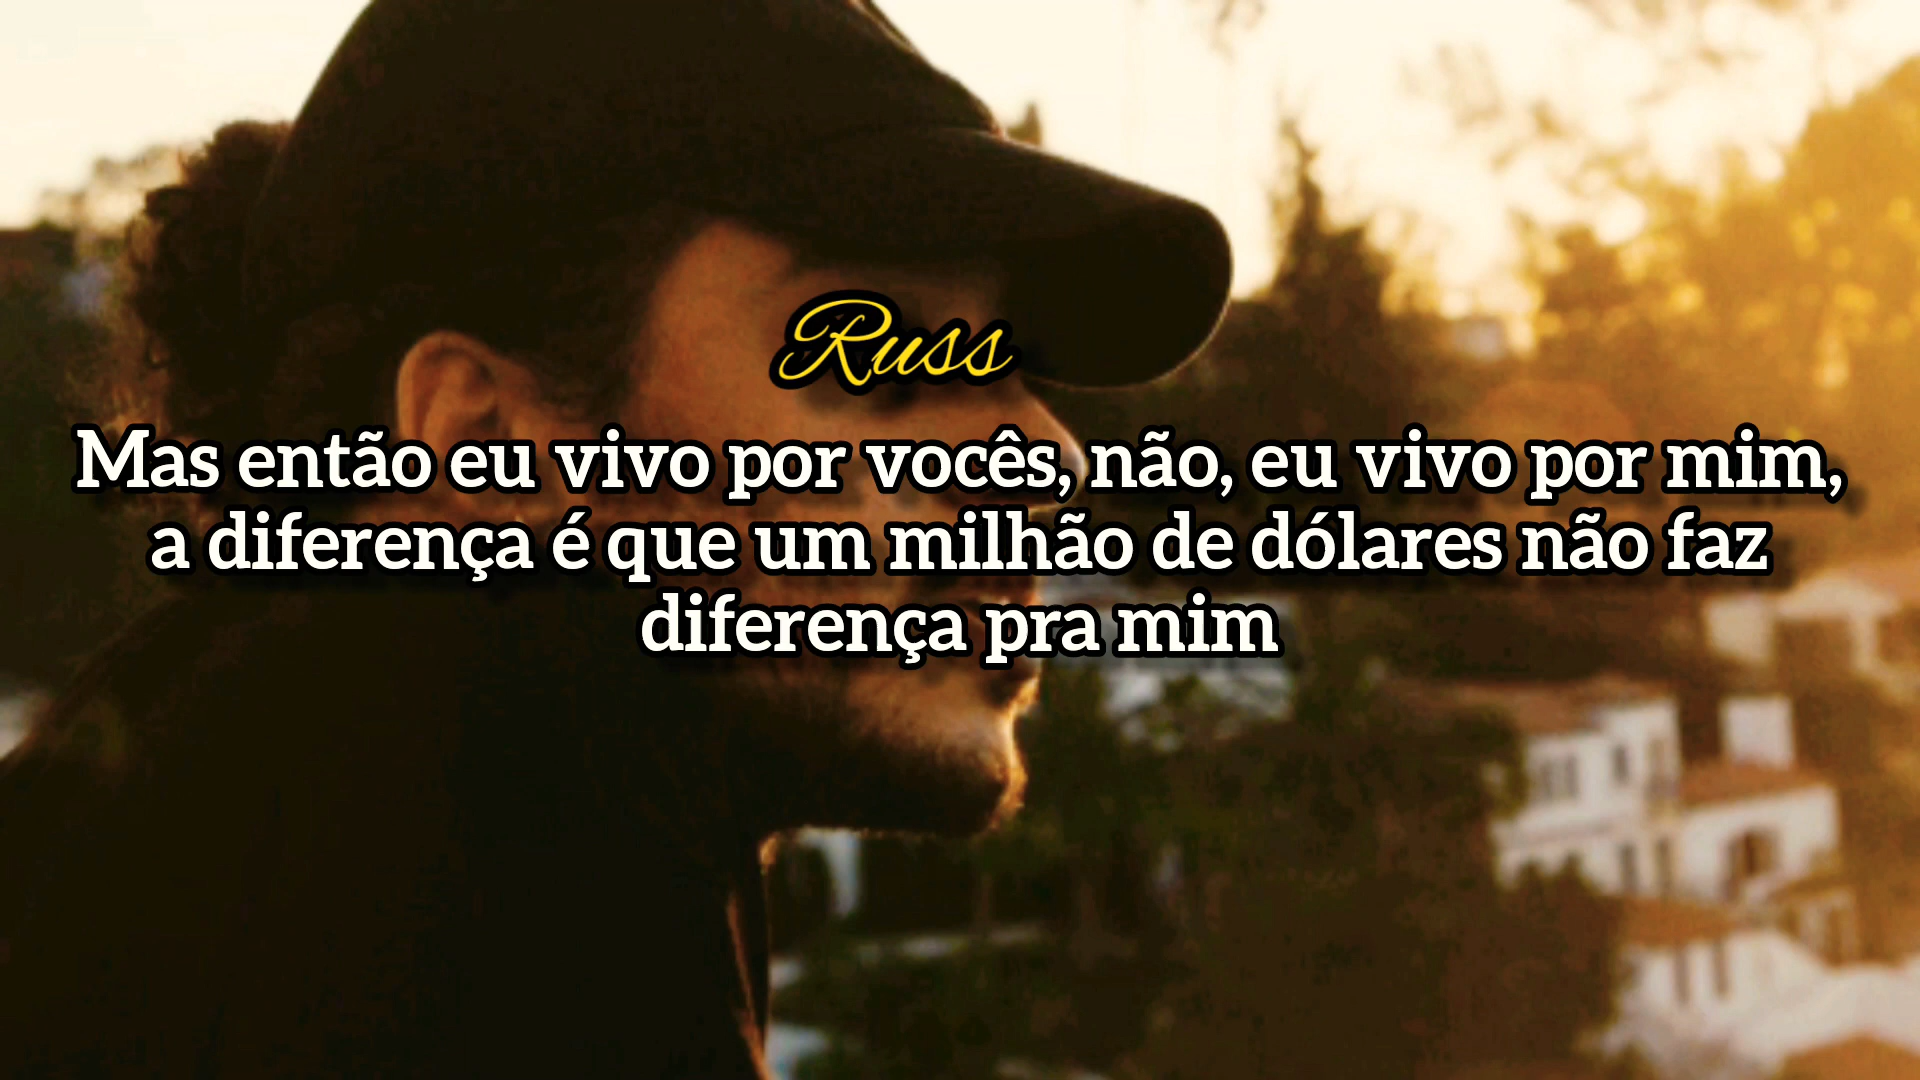 Russ
Mas então eu vivo por vocês, não, eu vivo por mim,
a diferença é que um milhão de dólares não faz
diferença pra mim